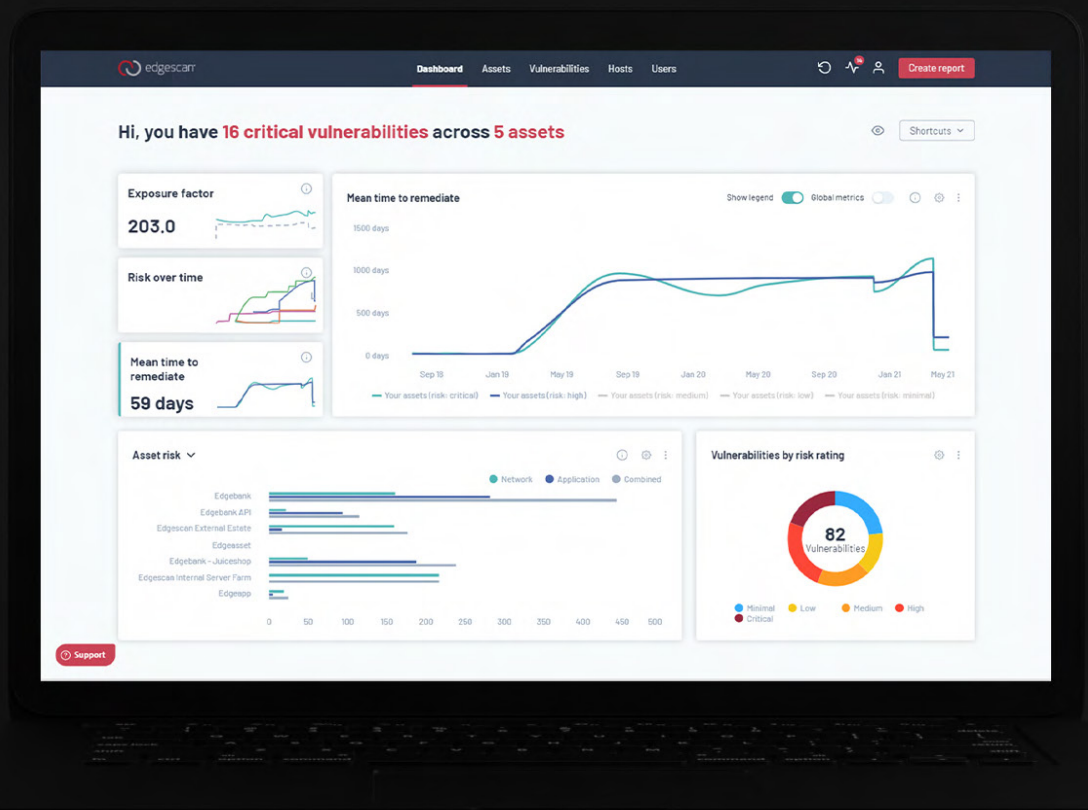 edgescan
Dashboard Assets Vulnerabilities Hosts Users
Create report
Hi, you have 16 critical vulnerabilities across 5 assets
Shortcuts
Exposure factor
203.0
Risk over time
Mean time to
remediate
59 days
Mean time to remediate
Show legend Global metrics
1500 days
1000 days
500 days
0 days
Sep 18 Jan 19 May 19 Sep 19 Jan 20 May 20 Sep 20 Jan 21 May 21
Your assets (risk: critical) Your assets (risk: high) Your assets (risk: medium) Your assets (risk: low) Your assets (risk: minimal)
Asset risk
Network Application Combined
Edgebank
Edgebank API
Edgescan External Estate
Edgeasset
Edgebank - Juiceshop
Edgescan Internal Server Farm
Edgeapp
0 50 100 150 200 250 300 350 400 450 500
Vulnerabilities by risk rating
82
Vulnerabilities
Minimal Low Medium High
Critical
Support
option command command option